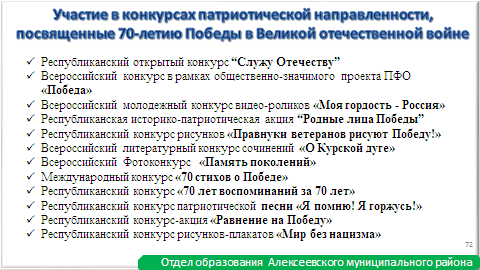 Участие в конкурсах патриотической направленности,
посвященные 70-летию Победы в Великой отечественной войне
✓ Республиканский открытый конкурс “Служу Отечеству”
✓ Всероссийский конкурс в рамках общественно-значимого проекта ПФО
«Победа»
✓ Всероссийский молодежный конкурс видео-роликов «Моя гордость - Россия»
✓ Республиканская историко-патриотическая акция “Родные лица Победы”
✓ Республиканский конкурс рисунков «Правнуки ветеранов рисуют Победу!»
✓ Всероссийский литературный конкурс сочинений «О Курской дуге»
✓ Всероссийский Фотоконкурс «Память поколений»
✓ Международный конкурс «70 стихов о Победе»
✓ Республиканский конкурс «70 лет воспоминаний за 70 лет»
✓ Республиканский конкурс патриотической песни «Я помню! Я горжусь!»
✓ Республиканский конкурс-акция «Равнение на Победу»
✓ Республиканский конкурс рисунков-плакатов «Мир без нацизма»
72
Отдел образования Алексеевского муниципального района